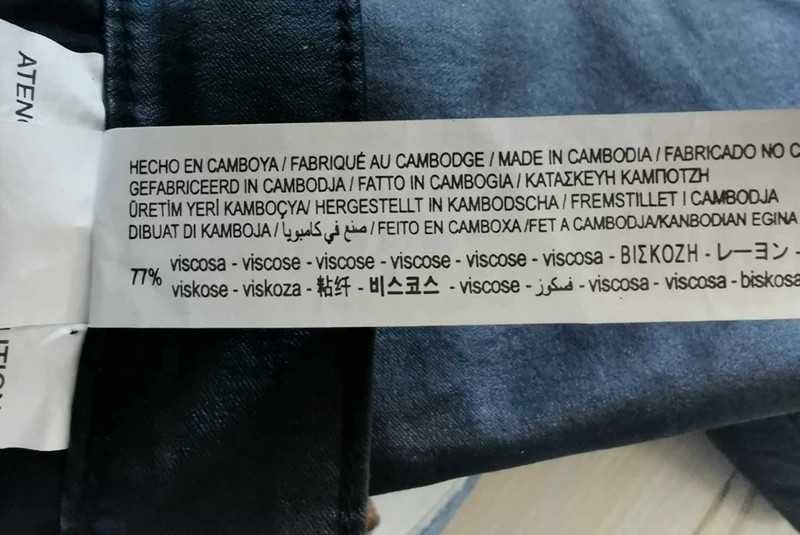 ATEN
HECHO EN CAMBOYA / FABRIQUÉ AU CAMBODGE / MADE IN CAMBODIA / FABRICADO NO C
GEFABRICEERD IN CAMBODJA / FATTO IN CAMBOGIA / ΚΑΤΑΣΚΕΥΗ ΚΑΜΠΟΤΖΗ
ÜRETİM YERİ KAMBOÇYA/ HERGESTELLT IN KAMBODSCHA / FREMSTILLET I CAMBODJA
DIBUAT DI KAMBOJA / صنع في كامبوديا / FEITO EN CAMBOXA /FET A CAMBODJA/KANBODIAN EGINA
77% viscosa - viscose - viscose - viscose - viscose - viscosa - ΒΙΣΚΟΖΗ - レーヨン -
viskose - viskoza - 粘纤 - 비스코스 - viscose - فسكوز - viscosa - viscosa - biskosa
UTION